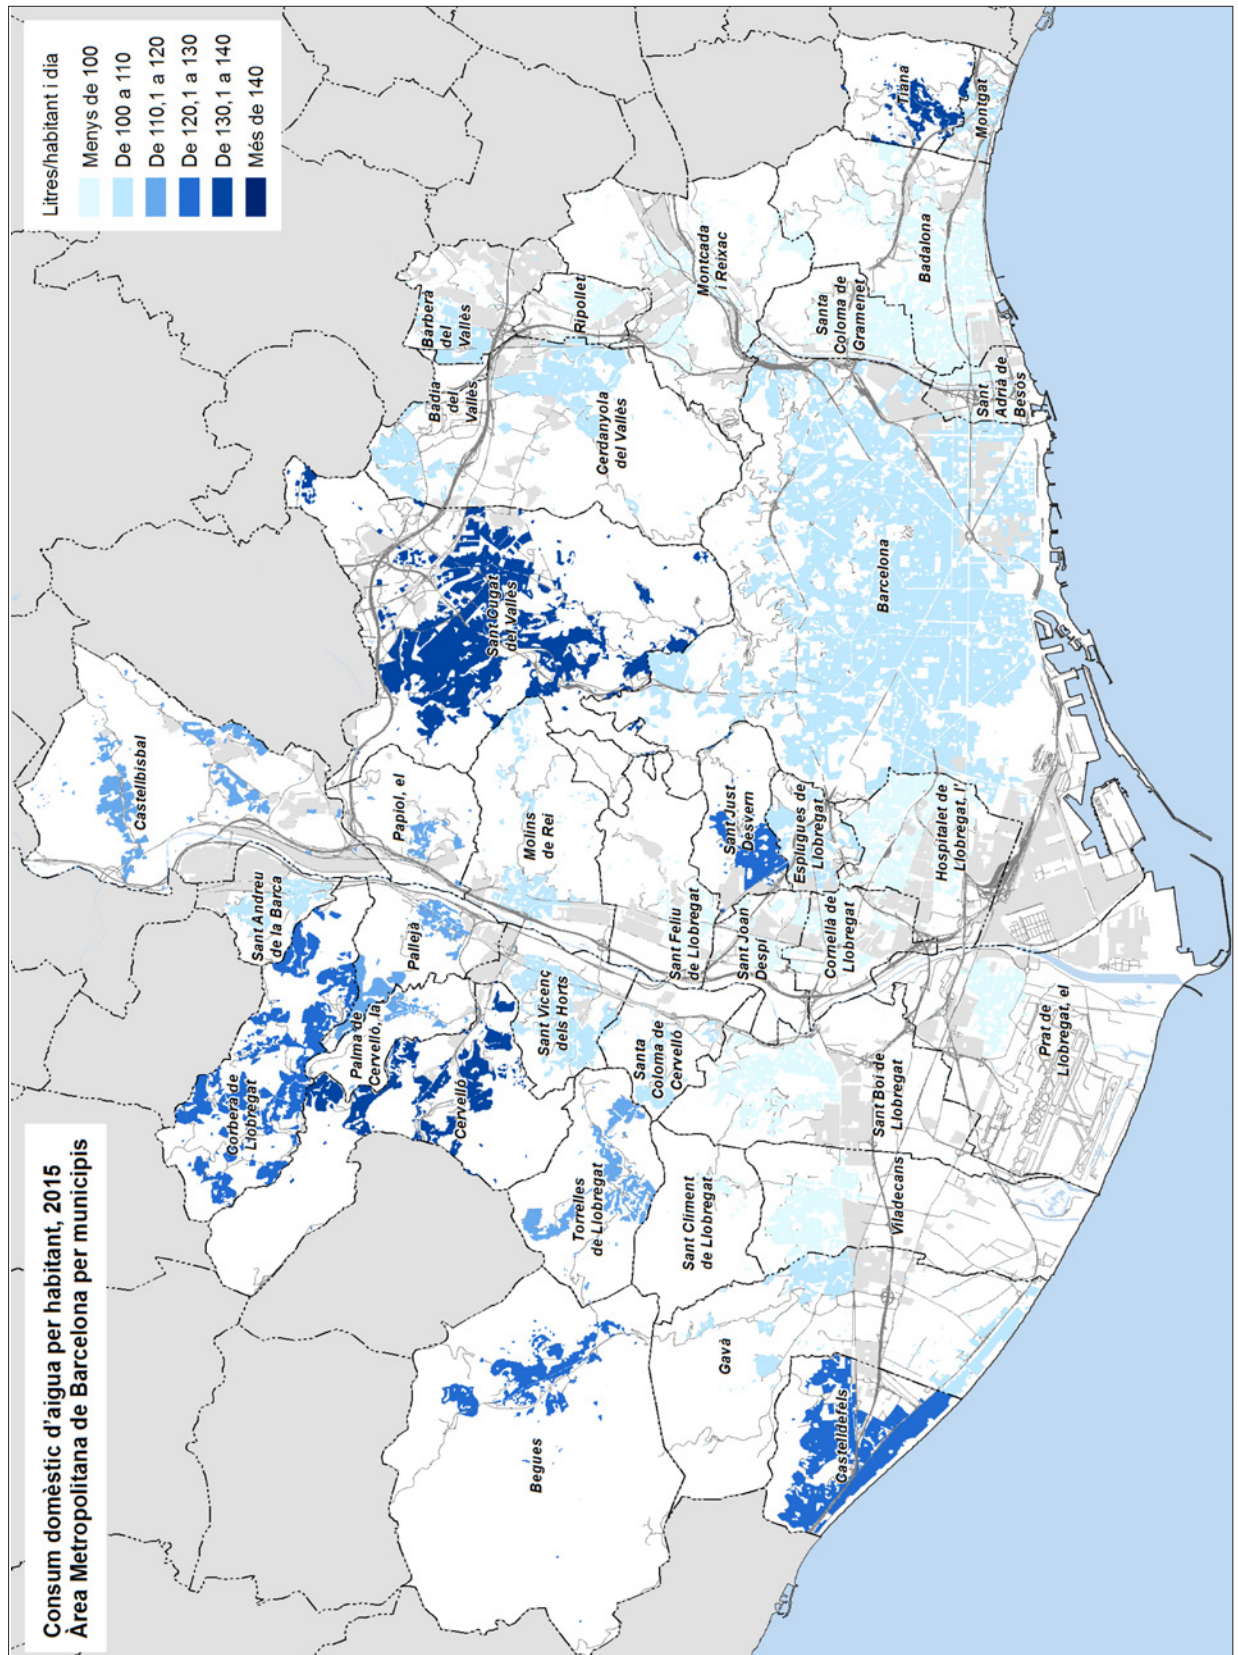 Consum domèstic d'aigua per habitant, 2015
Àrea Metropolitana de Barcelona per municipis
Litres/habitant i dia
Menys de 100
De 100 a 110
De 110,1 a 120
De 120,1 a 130
De 130,1 a 140
Més de 140
Castellbisbal
Sant Andreu
de la Barca
Corbera de
Llobregat
Palma de
Cervelló, la
Pallejà
Papiol, el
Cervelló
Sant Vicenç
dels Horts
Molins
de Rei
Sant Cugat
del Vallès
Badia
del
Vallès
Barberà
del
Vallès
Ripollet
Cerdanyola
del Vallès
Montcada
i Reixac
Begues
Torrelles
de Llobregat
Santa
Coloma de
Cervelló
Sant Climent
de Llobregat
Sant Feliu
de Llobregat
Sant Joan
Despí
Sant Just
Desvern
Esplugues de
Llobregat
Cornellà de
Llobregat
Hospitalet de
Llobregat, l'
Barcelona
Santa
Coloma de
Gramenet
Sant
Adrià de
Besòs
Badalona
Tiana
Montgat
Gavà
Castelldefels
Viladecans
Sant Boi de
Llobregat
Prat de
Llobregat, el